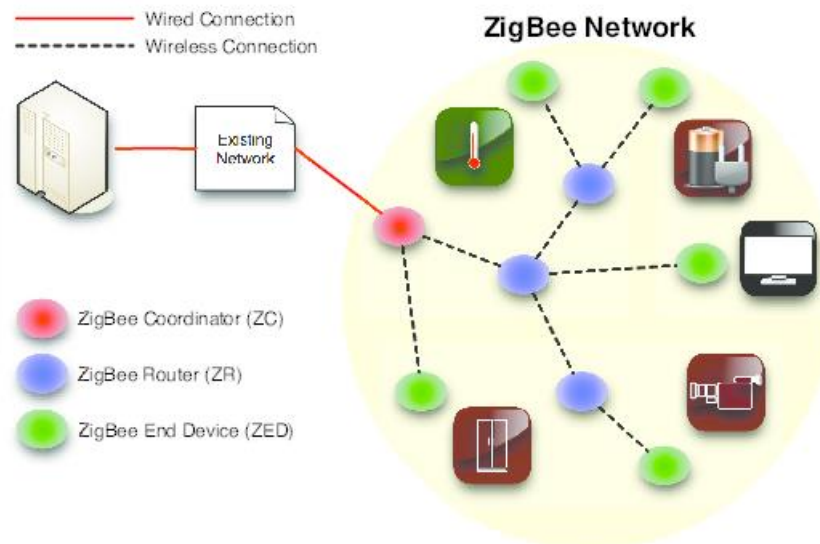 Wired Connection
Wireless Connection
ZigBee Network
Existing
Network
ZigBee Coordinator (ZC)
ZigBee Router (ZR)
ZigBee End Device (ZED)